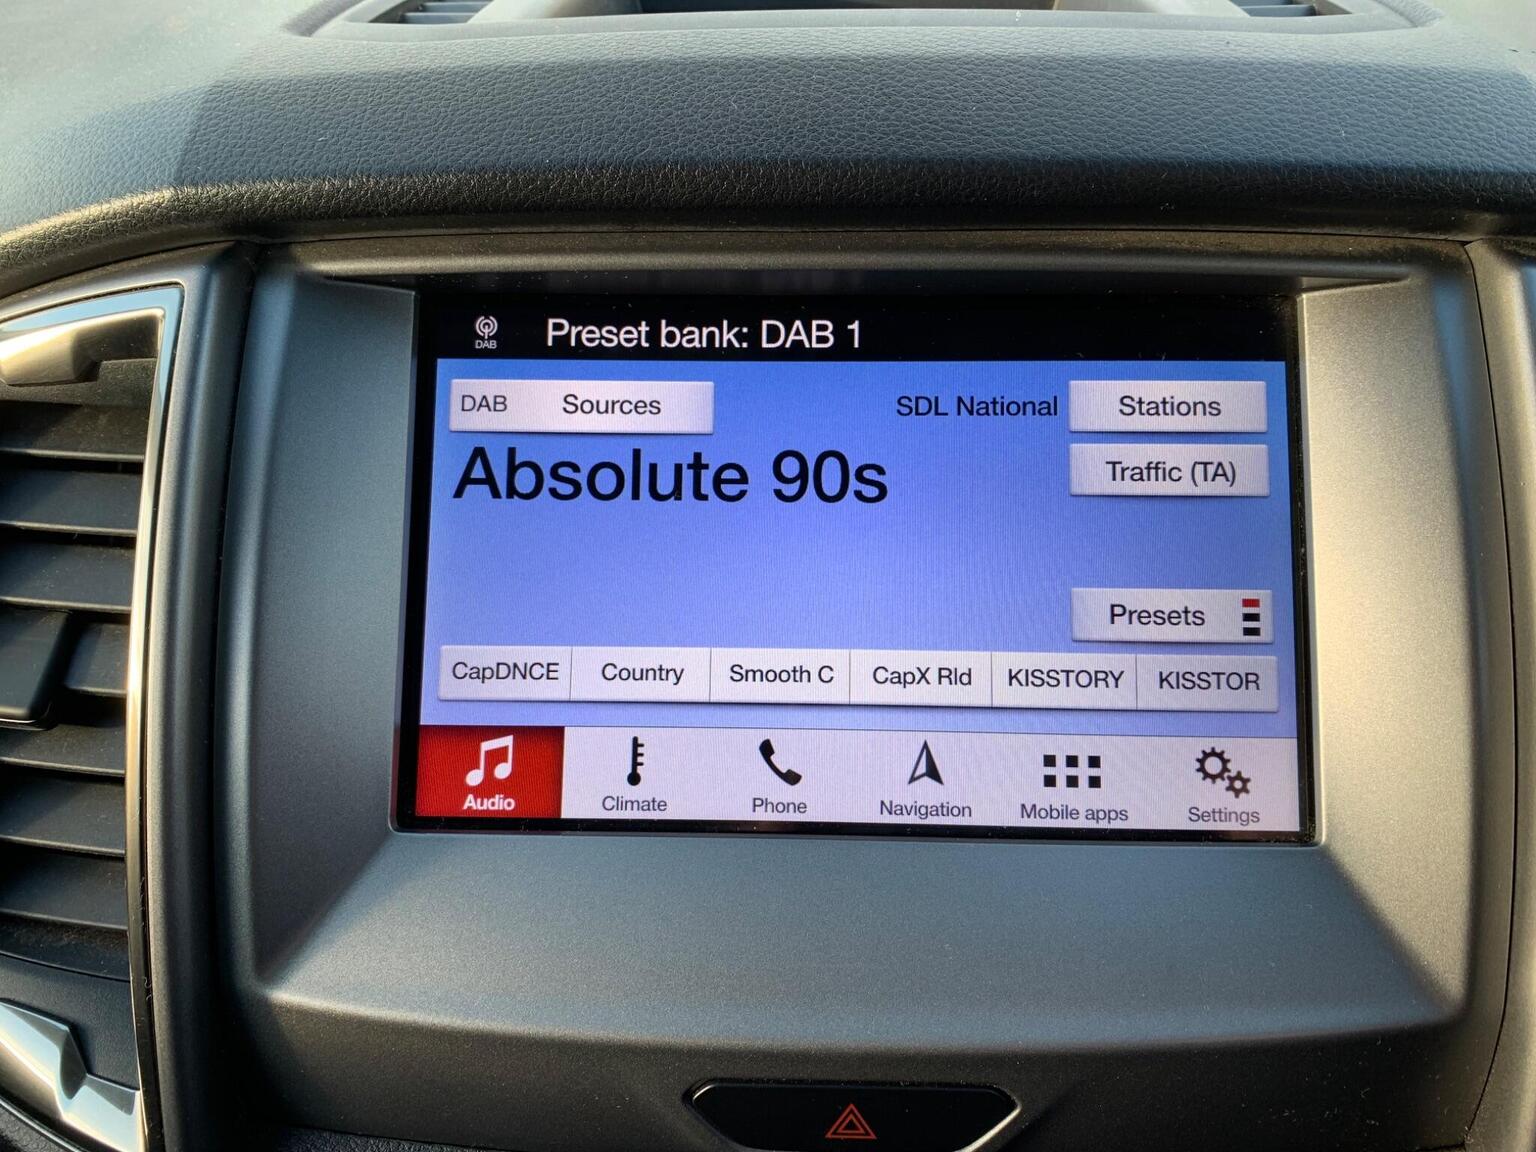 DAB
Preset bank: DAB 1
DAB Sources
SDL National
Stations
Absolute 90s
Traffic (TA)
Presets
CapDNCE
Country
Smooth C
CapX Rld
KISSTORY
KISSTOR
Audio
Climate
Phone
Navigation
Mobile apps
Settings